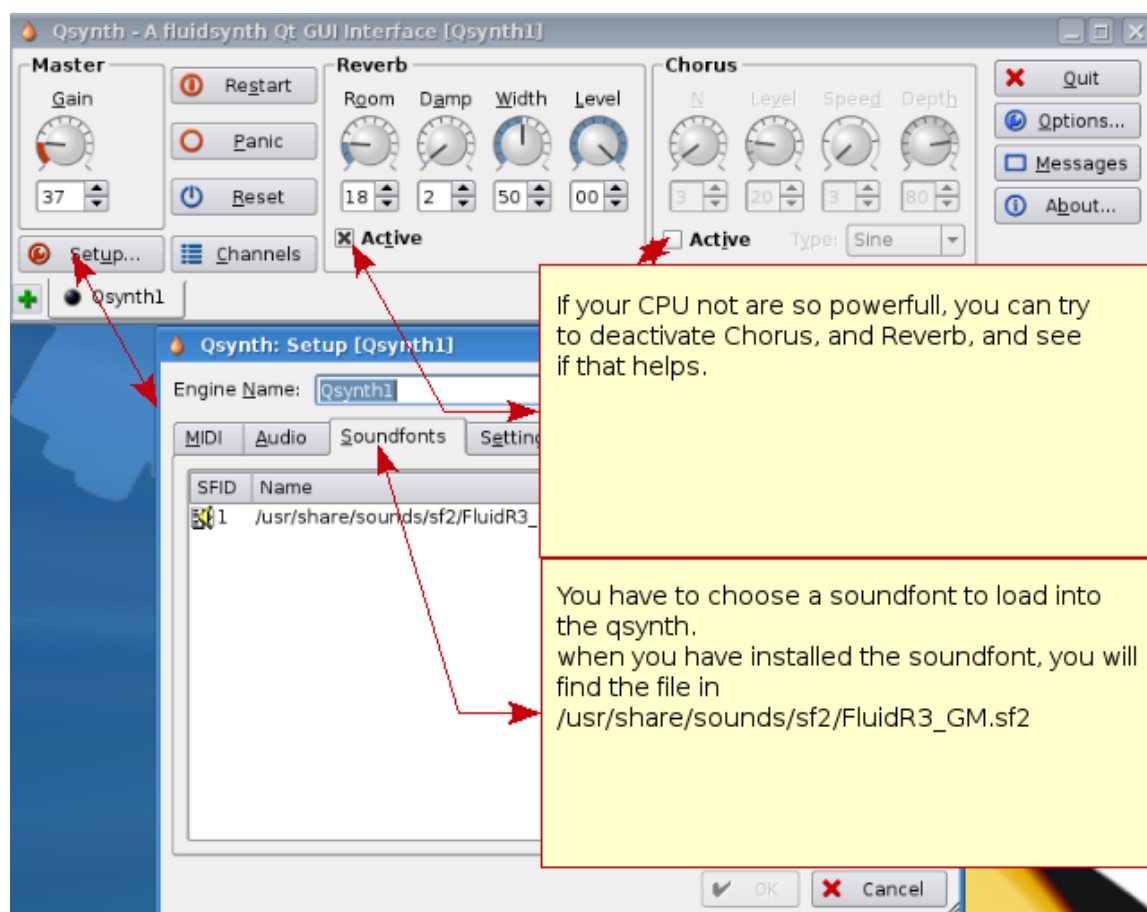 Qsynth - A fluidsynth Qt GUI Interface [Qsynth1]
Master
Gain
37
Setup...
Restart
Panic
Reset
Channels
Reverb
Room Damp Width Level
18 2 50 00
Active
Chorus
N Level Speed Depth
3 20 3 80
Active Type: Sine
Quit
Options...
Messages
About...
Qsynth1
If your CPU not are so powerfull, you can try
to deactivate Chorus, and Reverb, and see
if that helps.
Qsynth: Setup [Qsynth1]
Engine Name: Qsynth1
MIDI Audio Soundfonts
SFID Name
1 /usr/share/sounds/sf2/FluidR3_
You have to choose a soundfont to load into
the qsynth.
when you have installed the soundfont, you will
find the file in
/usr/share/sounds/sf2/FluidR3_GM.sf2
OK Cancel